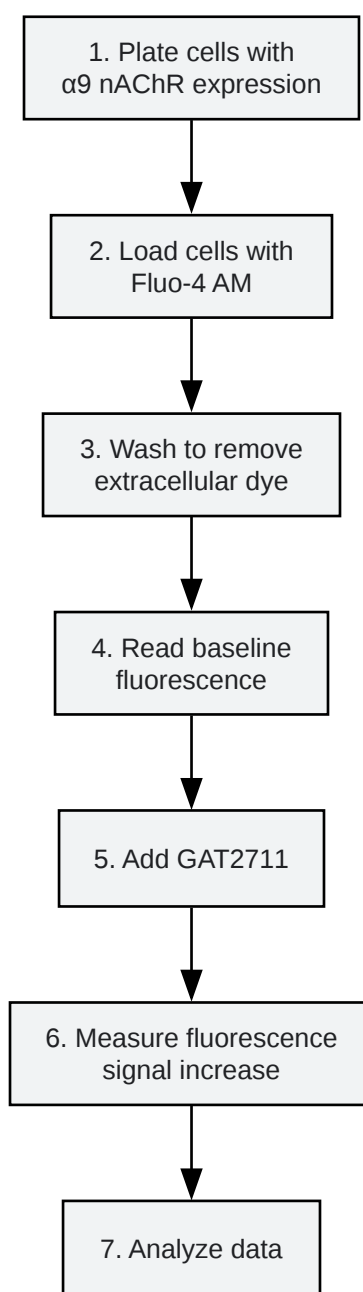 1. Plate cells with
α9 nAChR expression
2. Load cells with
Fluo-4 AM
3. Wash to remove
extracellular dye
4. Read baseline
fluorescence
5. Add GAT2711
6. Measure fluorescence
signal increase
7. Analyze data